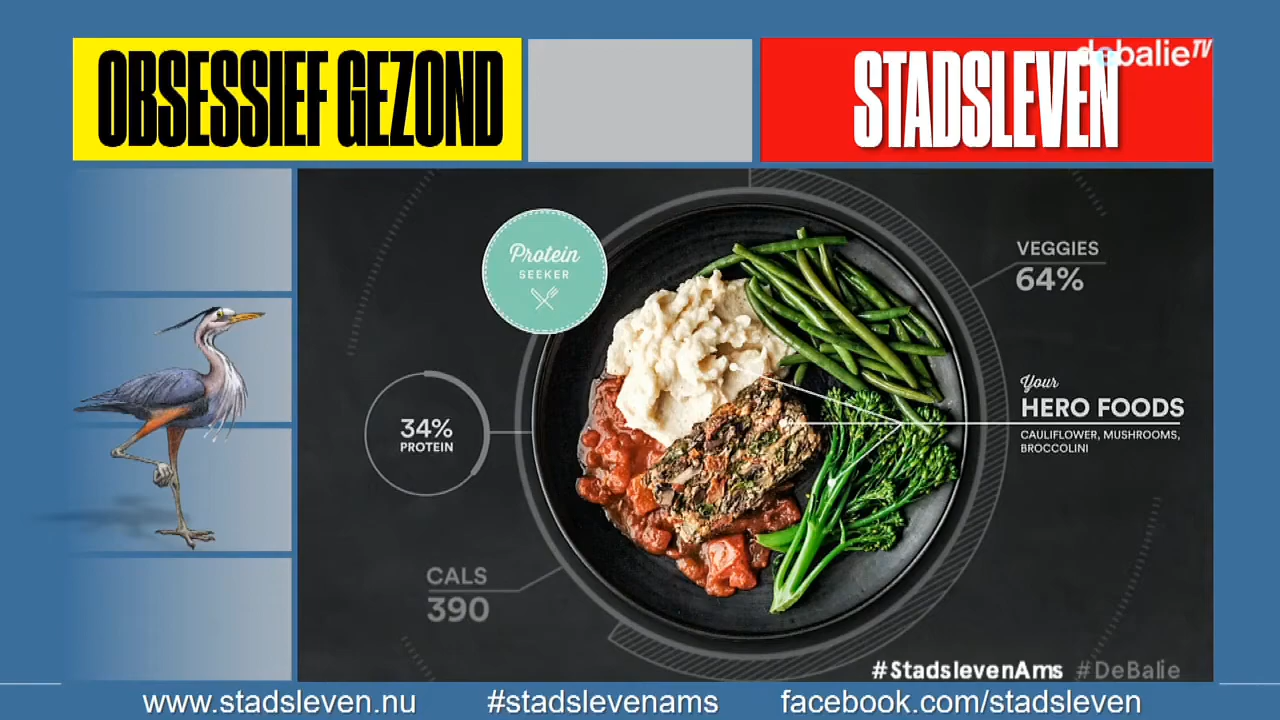 OBSESSIEF GEZOND
STADSLEVEN
debalieTV
Protein
SEEKER
VEGGIES
64%
34%
PROTEIN
Your
HERO FOODS
CAULIFLOWER, MUSHROOMS,
BROCCOLINI
CALS
390
#StadslevenAms #DeBalie
www.stadsleven.nu #stadslevenams facebook.com/stadsleven